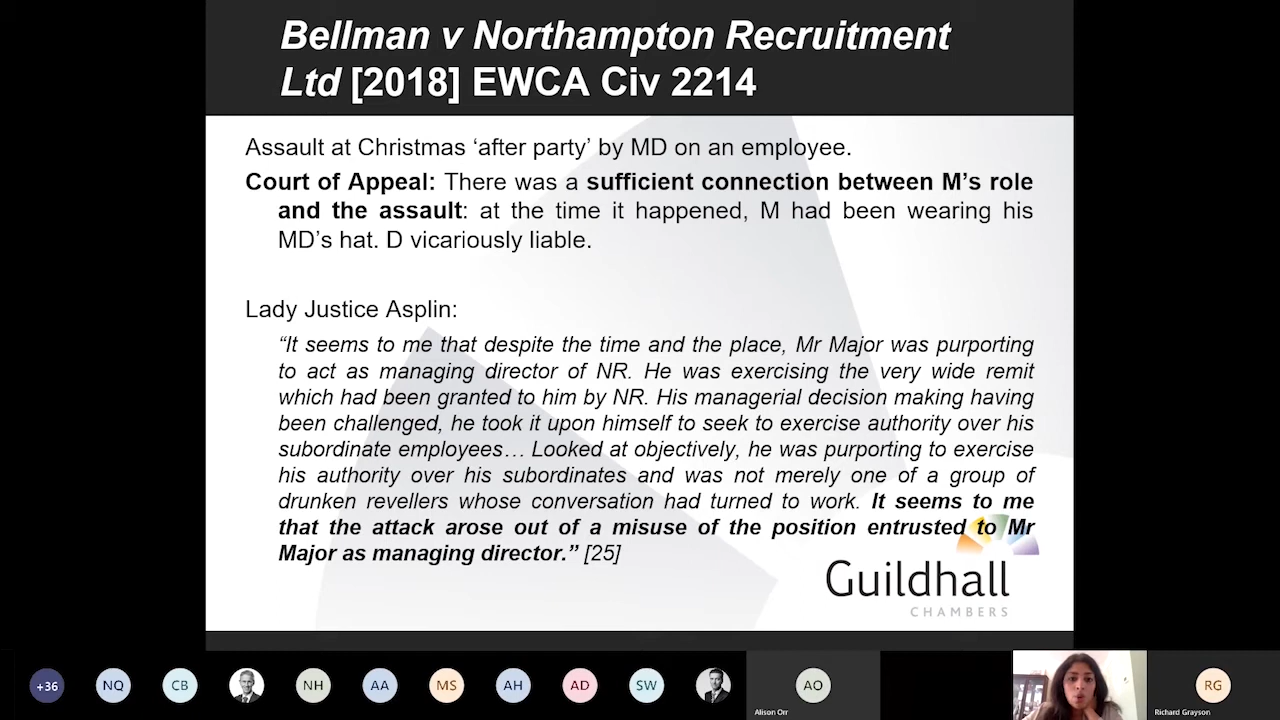 Bellman v Northampton Recruitment
Ltd [2018] EWCA Civ 2214
Assault at Christmas ‘after party’ by MD on an employee.
Court of Appeal: There was a sufficient connection between M’s role
and the assault: at the time it happened, M had been wearing his
MD’s hat. D vicariously liable.
Lady Justice Asplin:
“It seems to me that despite the time and the place, Mr Major was purporting
to act as managing director of NR. He was exercising the very wide remit
which had been granted to him by NR. His managerial decision making having
been challenged, he took it upon himself to seek to exercise authority over his
subordinate employees… Looked at objectively, he was purporting to exercise
his authority over his subordinates and was not merely one of a group of
drunken revellers whose conversation had turned to work. It seems to me
that the attack arose out of a misuse of the position entrusted to Mr
Major as managing director.” [25]
Guildhall
CHAMBERS
+36 NQ CB NH AA MS AH AD SW AO RG
Alison Orr Richard Grayson